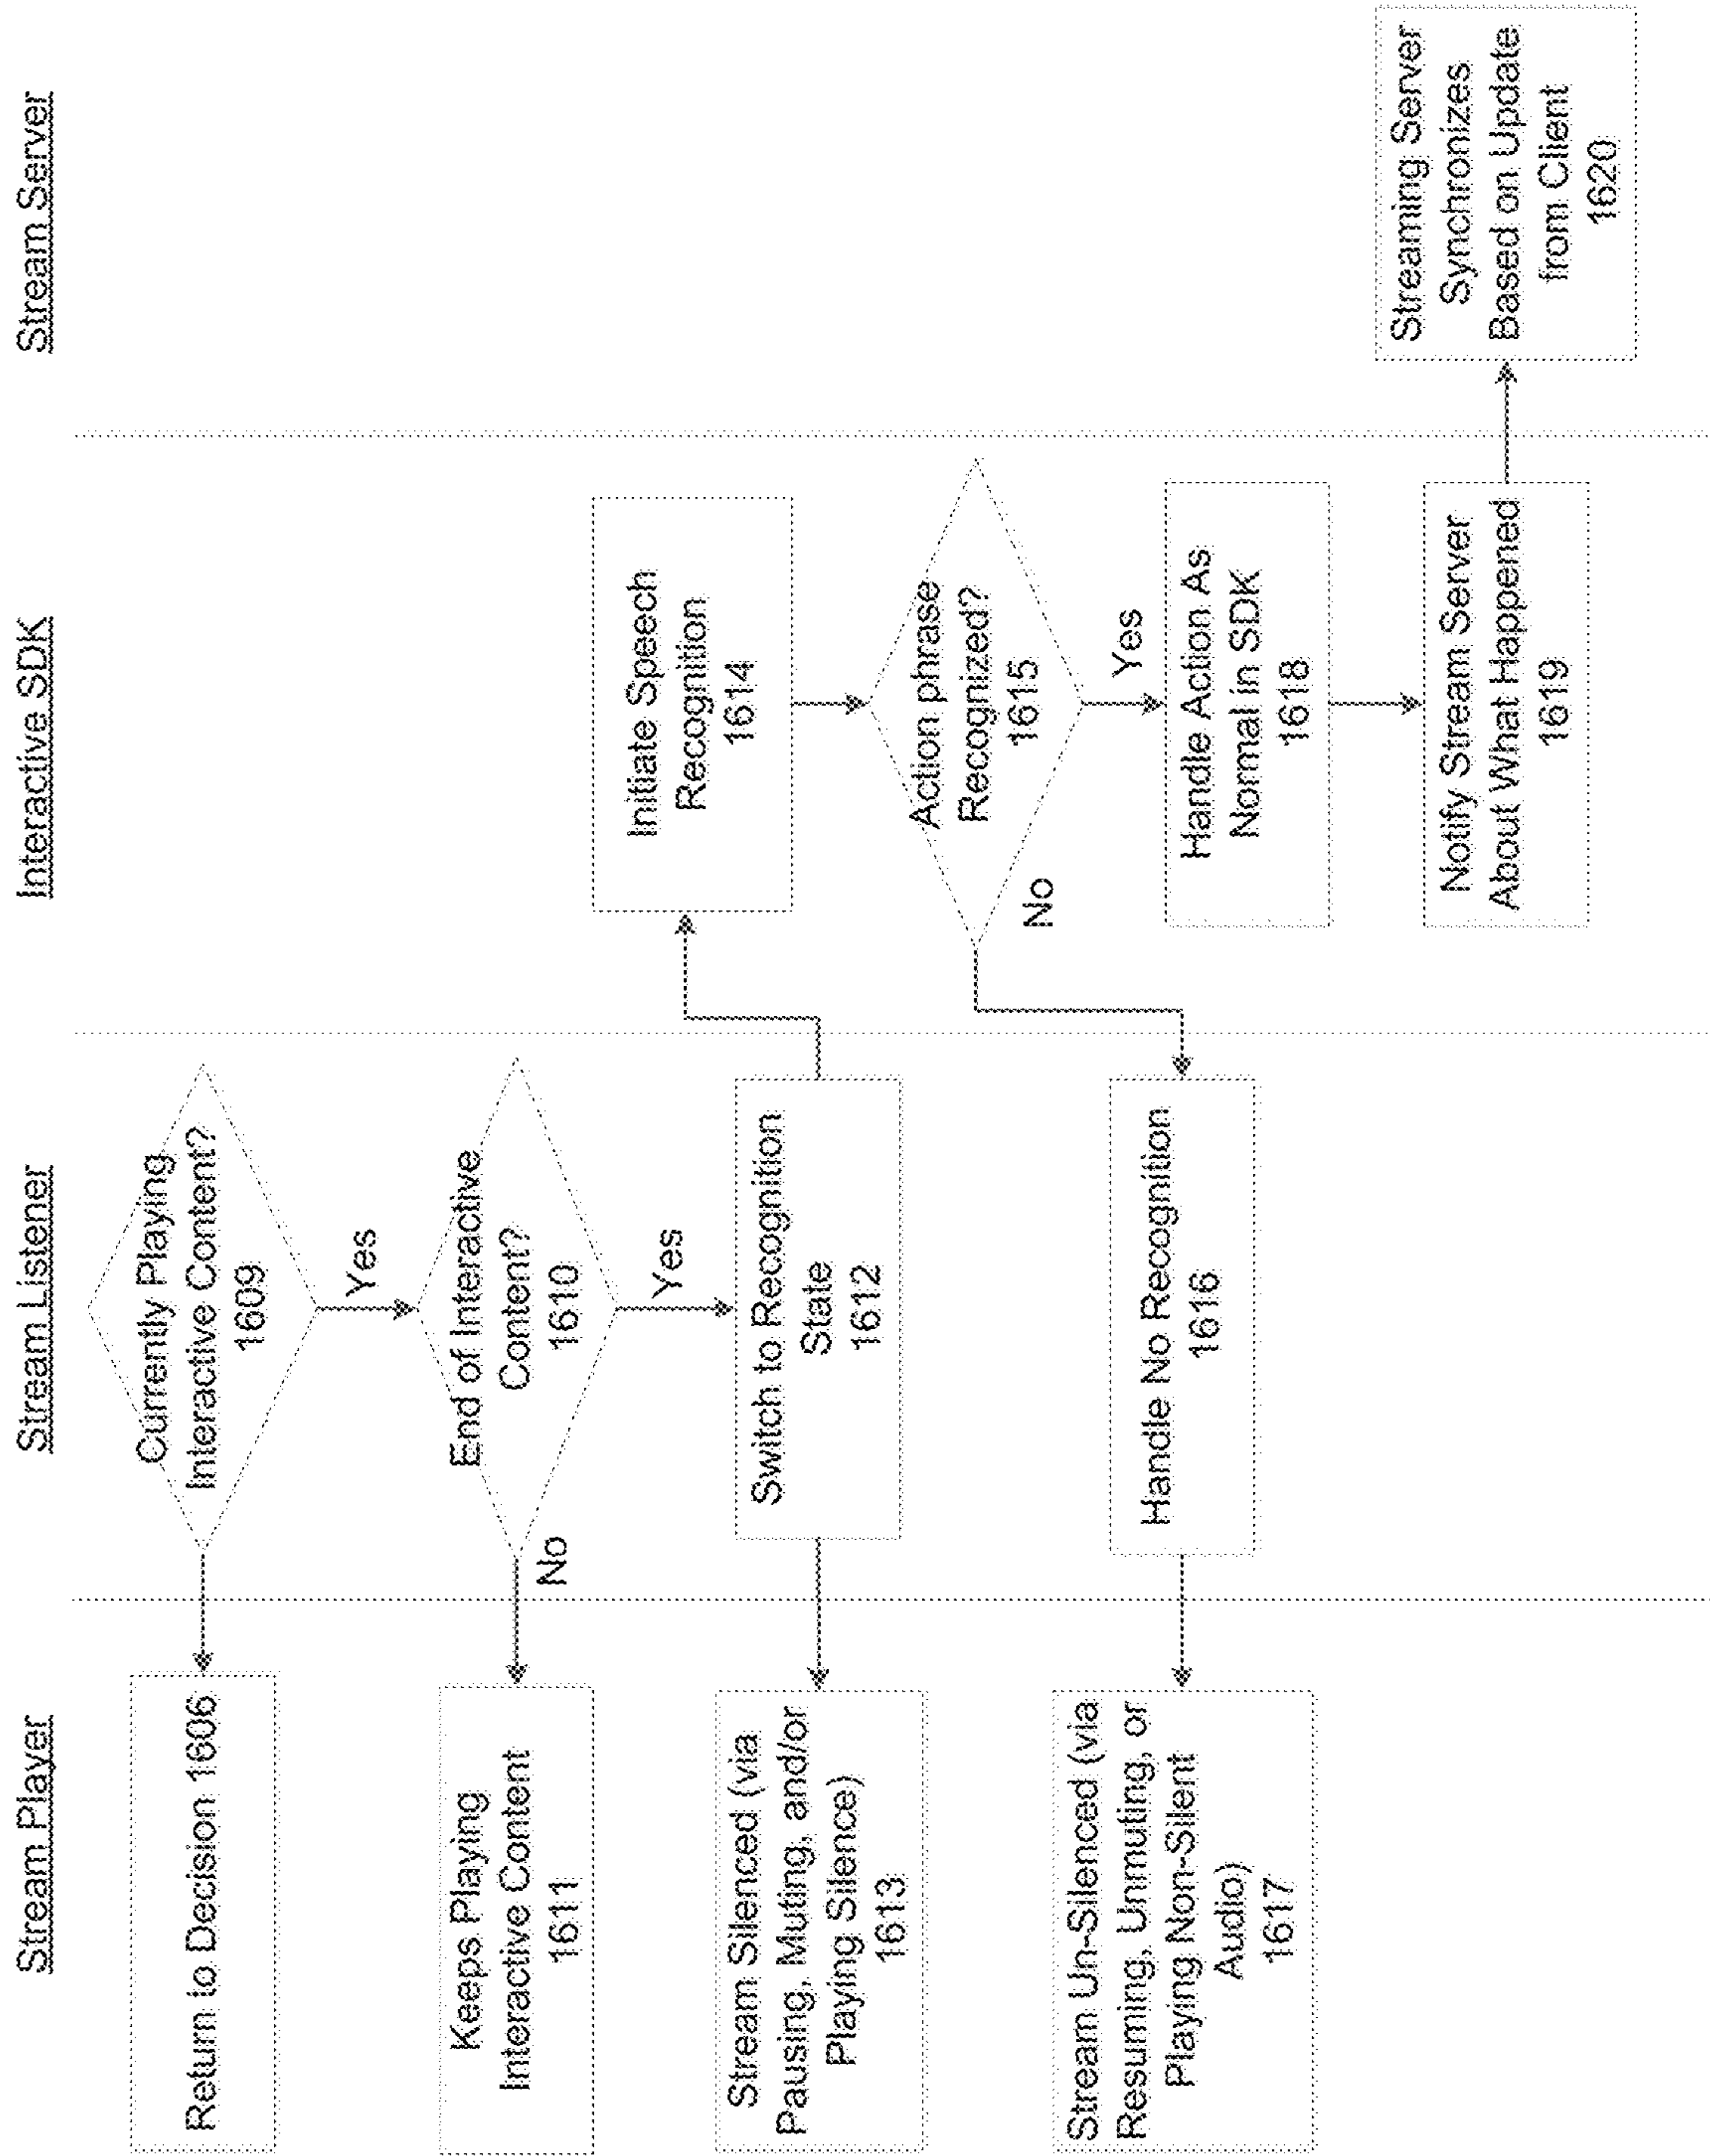 Stream Player
Stream Listener
Interactive SDK
Stream Server
Currently Playing
Interactive Content?
1609
Return to Decision 1606
Yes
End of Interactive
Content?
1610
No
Keeps Playing
Interactive Content
1611
Yes
Switch to Recognition
State
1612
Stream Silenced (via
Pausing, Muting, and/or
Playing Silence)
1613
Initiate Speech
Recognition
1614
Action phrase
Recognized?
1615
No
Handle No Recognition
1616
Stream Un-Silenced (via
Resuming, Unmuting, or
Playing Non-Silent
Audio)
1617
Yes
Handle Action As
Normal in SDK
1618
Notify Stream Server
About What Happened
1619
Streaming Server
Synchronizes
Based on Update
from Client
1620